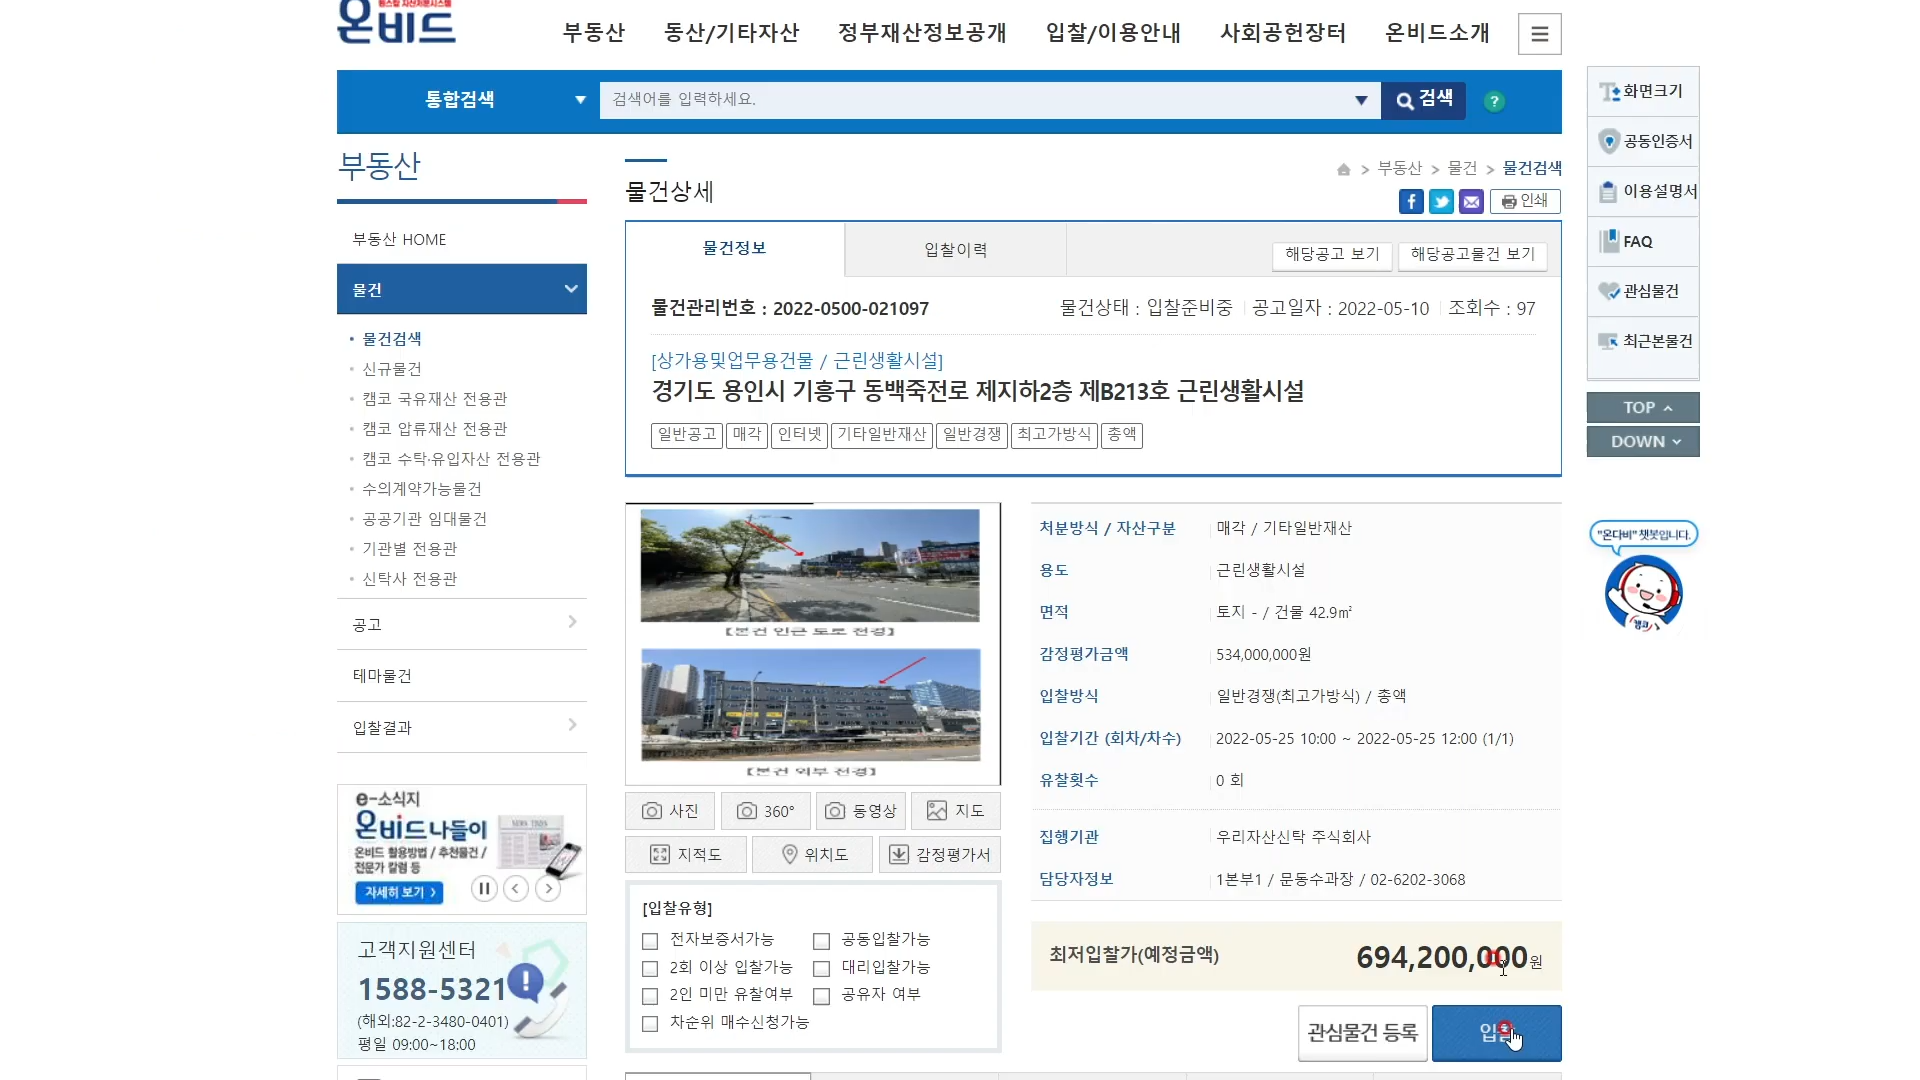 온비드
부동산 동산/기타자산 정부재산정보공개 입찰/이용안내 사회공헌장터 온비드소개
통합검색 검색어를 입력하세요. 검색 ?
화면크기
공동인증서
이용설명서
FAQ
관심물건
최근본물건
TOP
DOWN
"온다비" 챗봇입니다.
캠코
부동산
부동산 HOME
물건
물건검색
신규물건
캠코 국유재산 전용관
캠코 압류재산 전용관
캠코 수탁·유입자산 전용관
수의계약가능물건
공공기관 임대물건
기관별 전용관
신탁사 전용관
공고
테마물건
입찰결과
e-소식지
온비드나들이
온비드 활용방법 / 추천물건 /
전문가 칼럼 등
자세히 보기 >
고객지원센터
1588-5321
(해외:82-2-3480-0401)
평일 09:00~18:00
> 부동산 > 물건 > 물건검색
물건상세
인쇄
물건정보 입찰이력 해당공고 보기 해당공고물건 보기
물건관리번호 : 2022-0500-021097 물건상태 : 입찰준비중 공고일자 : 2022-05-10 조회수 : 97
[상가용및업무용건물 / 근린생활시설]
경기도 용인시 기흥구 동백죽전로 제지하2층 제B213호 근린생활시설
일반공고 매각 인터넷 기타일반재산 일반경쟁 최고가방식 총액
【본건 인근 도로 전경】
【본건 외부 전경】
사진 360° 동영상 지도
지적도 위치도 감정평가서
[입찰유형]
전자보증서가능 공동입찰가능
2회 이상 입찰가능 대리입찰가능
2인 미만 유찰여부 공유자 여부
차순위 매수신청가능
처분방식 / 자산구분 매각 / 기타일반재산
용도 근린생활시설
면적 토지 - / 건물 42.9㎡
감정평가금액 534,000,000원
입찰방식 일반경쟁(최고가방식) / 총액
입찰기간 (회차/차수) 2022-05-25 10:00 ~ 2022-05-25 12:00 (1/1)
유찰횟수 0 회
집행기관 우리자산신탁 주식회사
담당자정보 1본부1 / 문동수과장 / 02-6202-3068
최저입찰가(예정금액) 694,200,000원
관심물건 등록 입찰